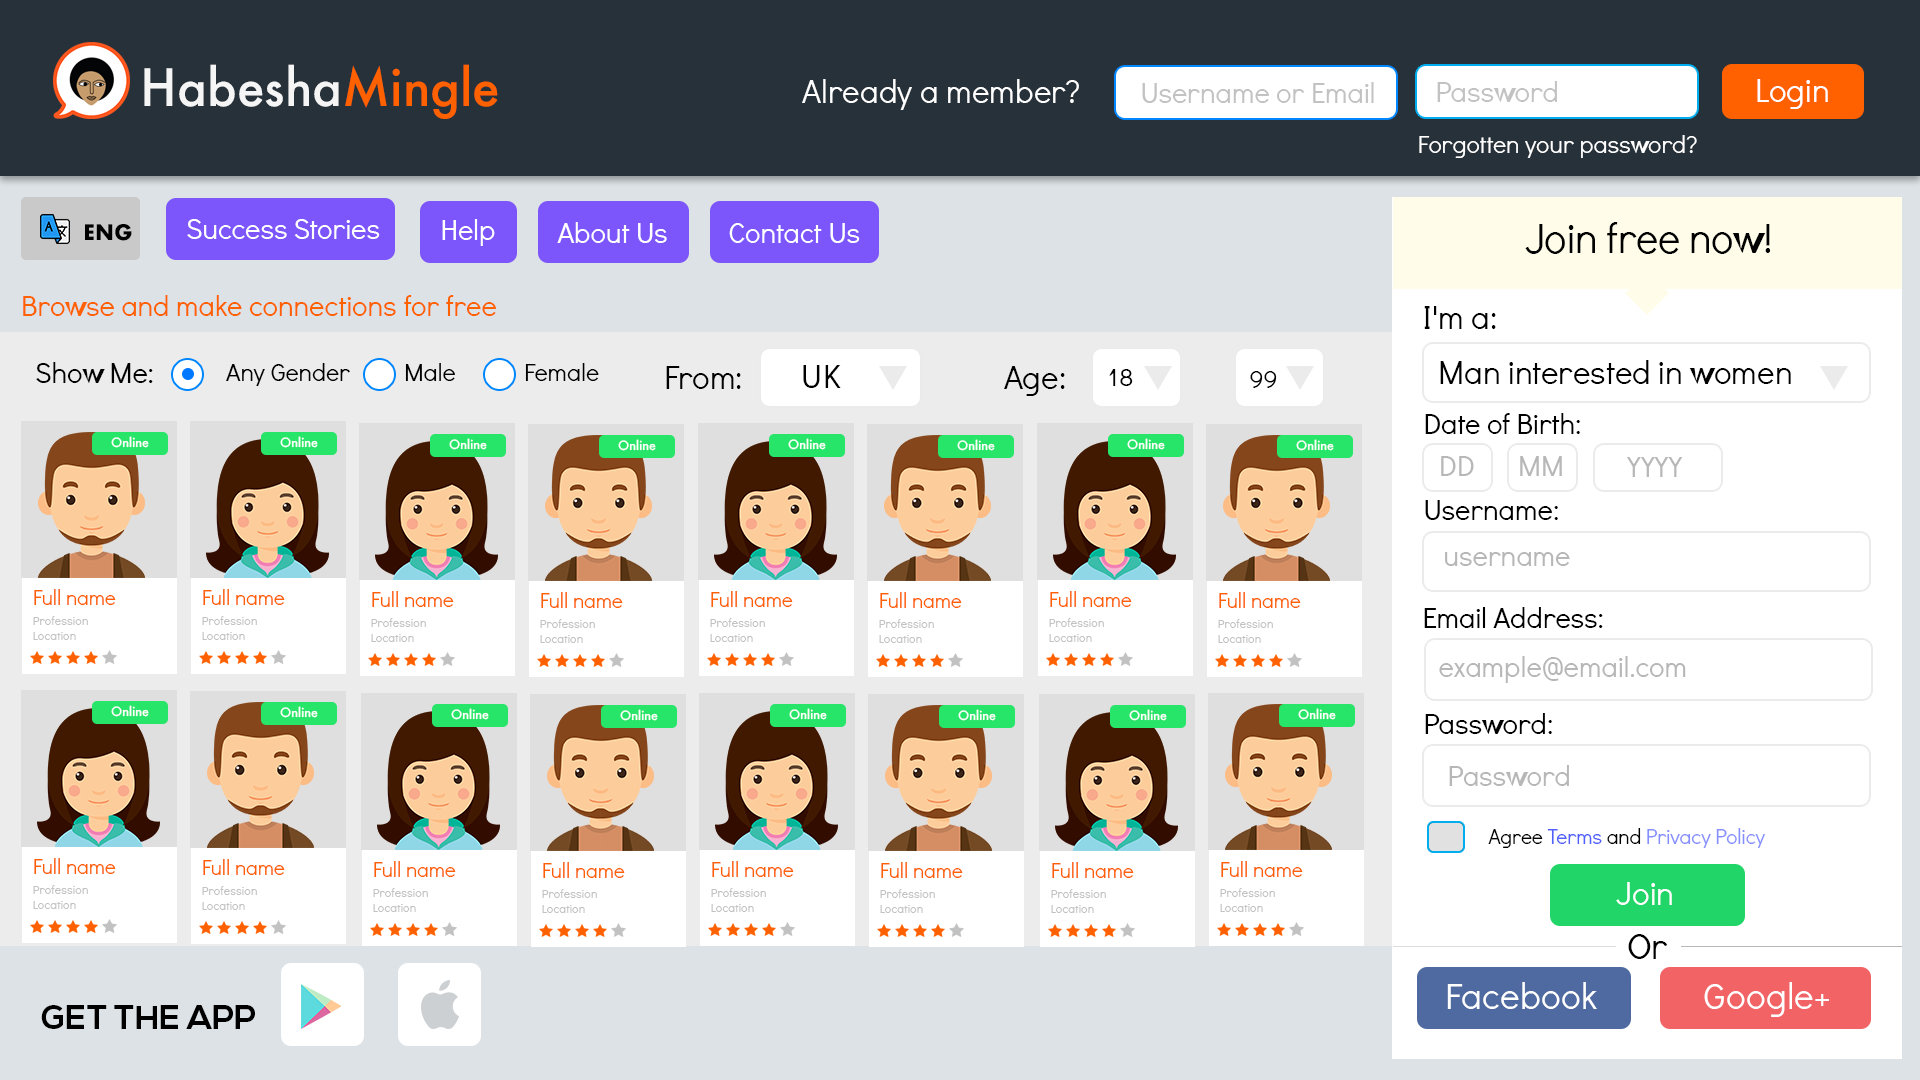 HabeshaMingle
Already a member?
Username or Email
Password
Login
Forgotten your password?
A 文 ENG
Success Stories
Help
About Us
Contact Us
Browse and make connections for free
Show Me: Any Gender Male Female From: UK Age: 18 99
Online Online Online Online Online Online Online Online
Full name Full name Full name Full name Full name Full name Full name Full name
Profession Profession Profession Profession Profession Profession Profession Profession
Location Location Location Location Location Location Location Location
Online Online Online Online Online Online Online Online
Full name Full name Full name Full name Full name Full name Full name Full name
Profession Profession Profession Profession Profession Profession Profession Profession
Location Location Location Location Location Location Location Location
GET THE APP
Join free now!
I'm a:
Man interested in women
Date of Birth:
DD MM YYYY
Username:
username
Email Address:
example@email.com
Password:
Password
Agree Terms and Privacy Policy
Join
Or
Facebook Google+